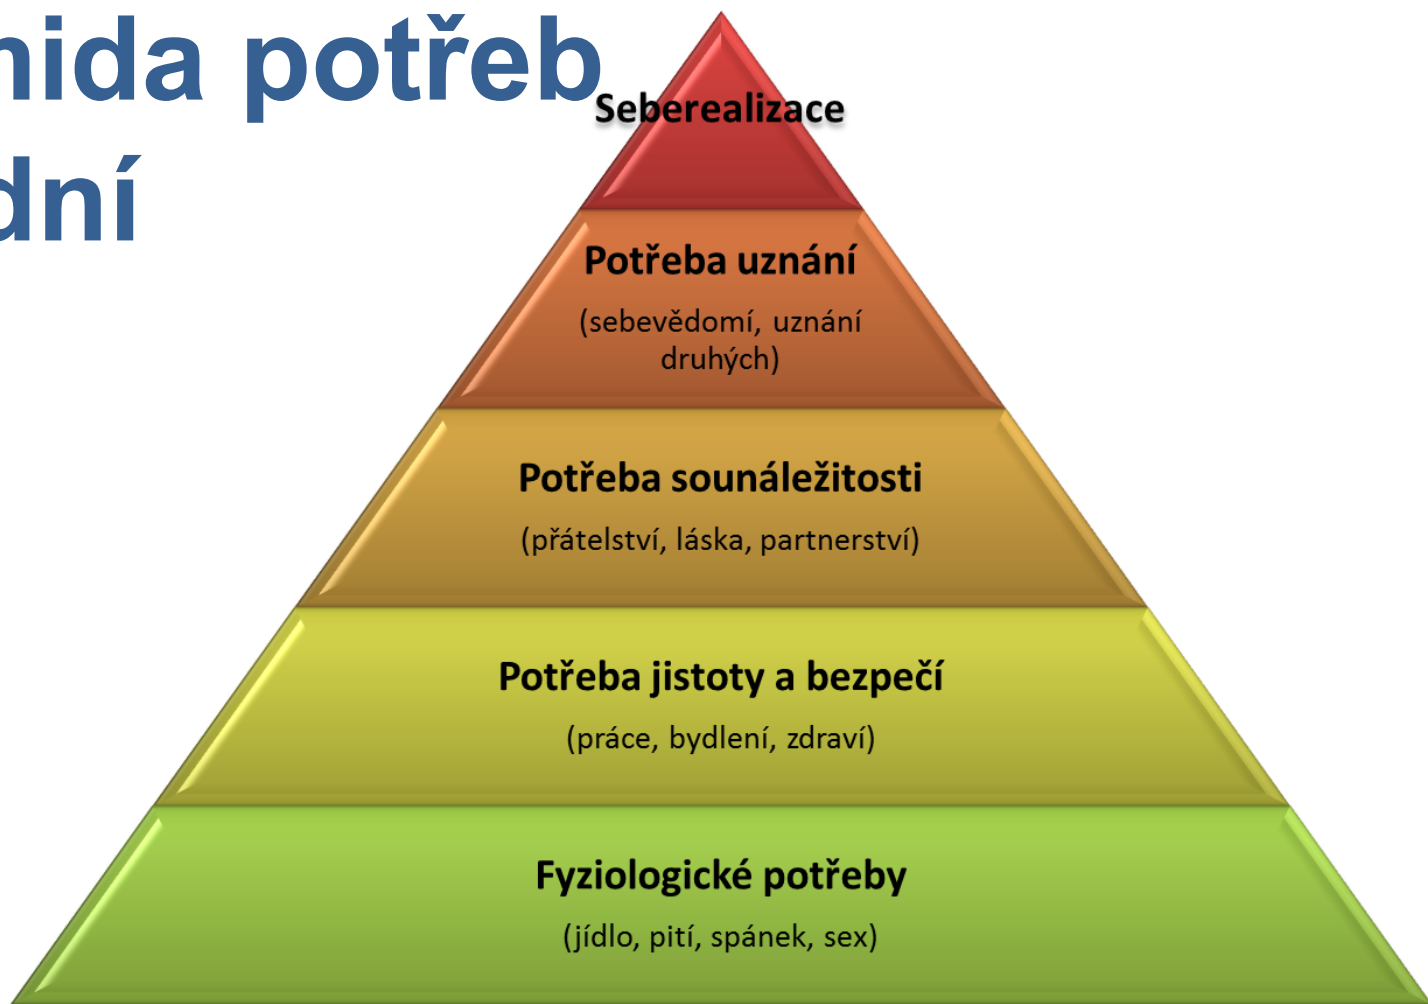 mida potřeb
dní
Seberealizace
Potřeba uznání
(sebevědomí, uznání
druhých)
Potřeba sounáležitosti
(přátelství, láska, partnerství)
Potřeba jistoty a bezpečí
(práce, bydlení, zdraví)
Fyziologické potřeby
(jídlo, pití, spánek, sex)